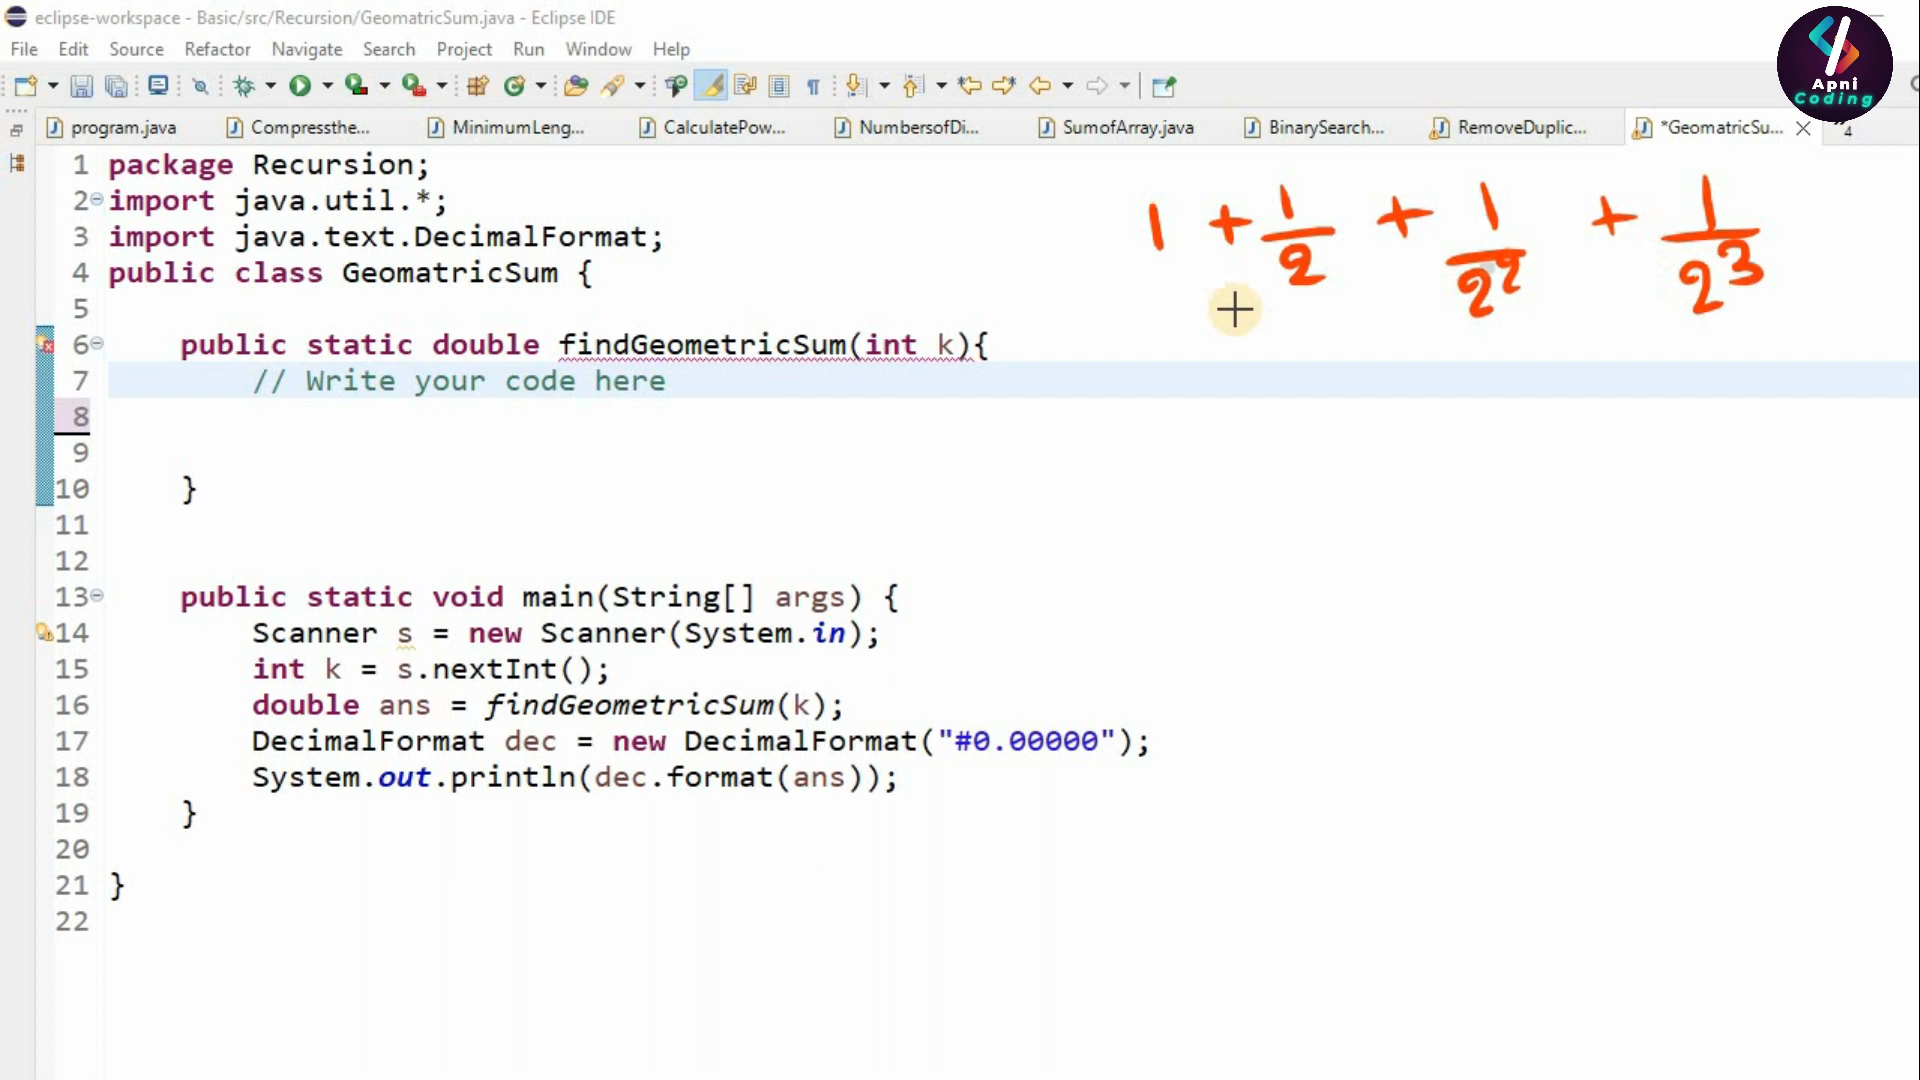 eclipse-workspace - Basic/src/Recursion/GeomatricSum.java - Eclipse IDE
File Edit Source Refactor Navigate Search Project Run Window Help
Apni
Coding
program.java Compressthe... MinimumLeng... CalculatePow... NumbersofDi... SumofArray.java BinarySearch... RemoveDuplic... *GeomatricSu... 4
1 package Recursion;
2 import java.util.*;
3 import java.text.DecimalFormat;
4 public class GeomatricSum {
5
6 public static double findGeometricSum(int k){
7 // Write your code here
8
9
10 }
11
12
13 public static void main(String[] args) {
14 Scanner s = new Scanner(System.in);
15 int k = s.nextInt();
16 double ans = findGeometricSum(k);
17 DecimalFormat dec = new DecimalFormat("#0.00000");
18 System.out.println(dec.format(ans));
19 }
20
21 }
22
1 + 1/2 + 1/2² + 1/2³